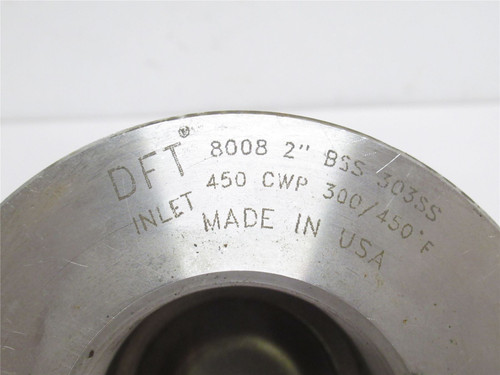 DFT® 8008 2" BSS 303SS
INLET 450 CWP 300/450°F
MADE IN USA